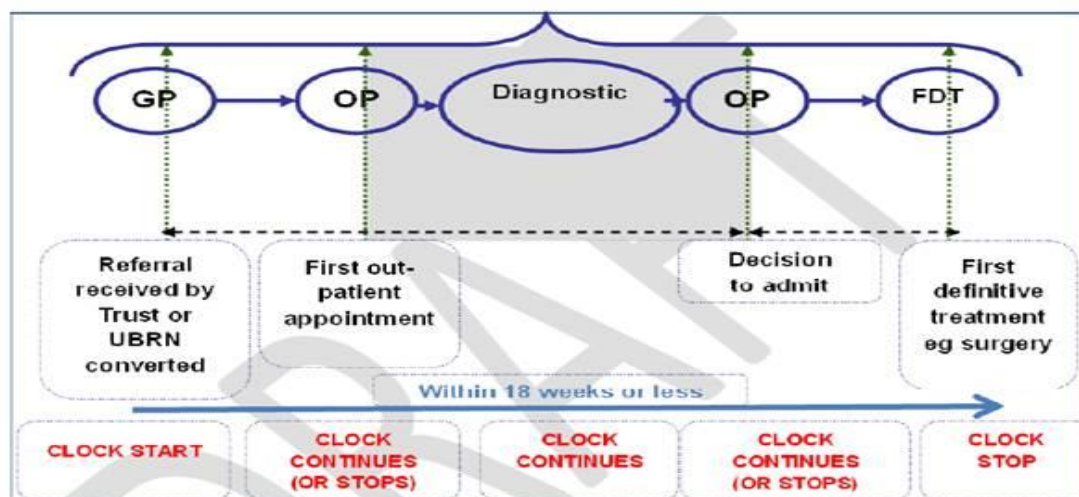 GP
OP
Diagnostic
OP
FDT
Referral
received by
Trust or
UBRN
converted
First out-
patient
appointment
Decision
to admit
First
definitive
treatment
eg surgery
Within 18 weeks or less
CLOCK START
CLOCK
CONTINUES
(OR STOPS)
CLOCK
CONTINUES
CLOCK
CONTINUES
(OR STOPS)
CLOCK
STOP
DRAFT